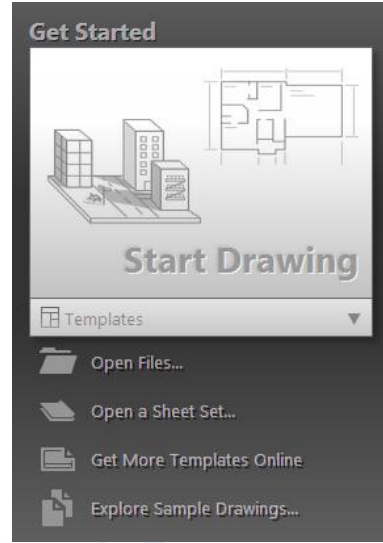 Get Started
Start Drawing
Templates
Open Files...
Open a Sheet Set...
Get More Templates Online
Explore Sample Drawings...